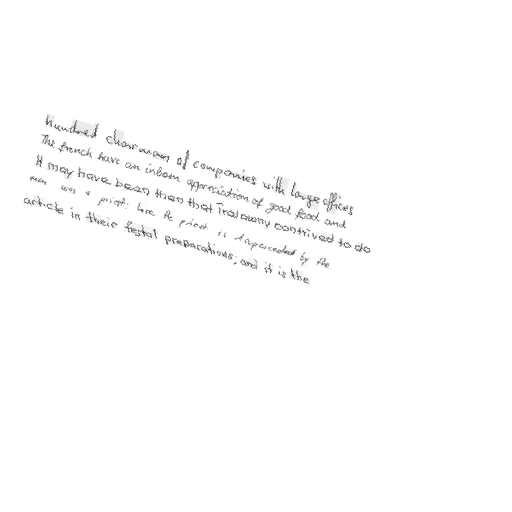 hundred chairmen of companies with large offices
The french have an inborn appreciation of good food and
It may have been then that Trelawny contrived to do
man was a priest: here the priest is superseded by the
article in their festal preparations; and it is the